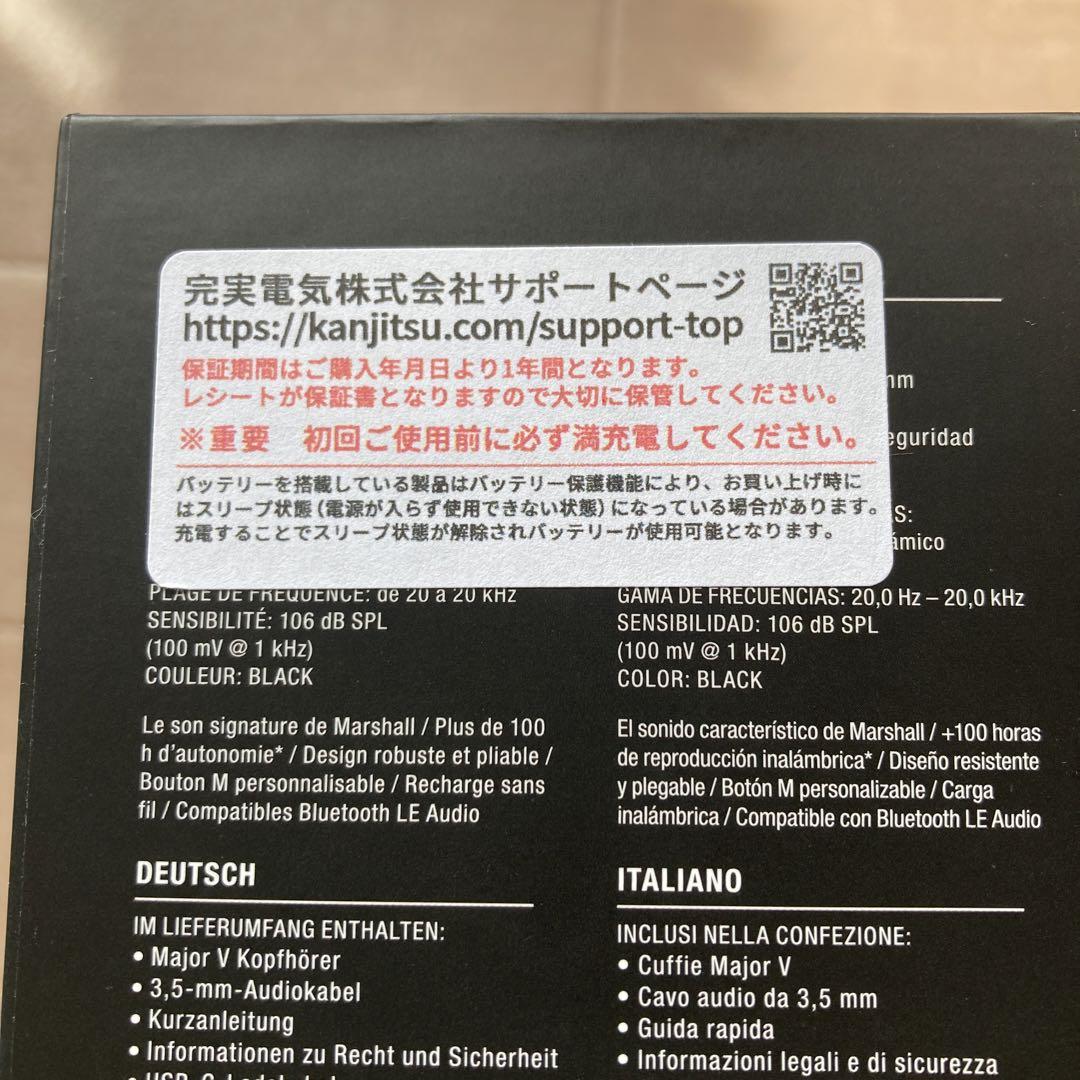 完実電気株式会社サポートページ
https://kanjitsu.com/support-top
保証期間はご購入年月日より1年間となります。
レシートが保証書となりますので大切に保管してください。
※重要 初回ご使用前に必ず満充電してください。
バッテリーを搭載している製品はバッテリー保護機能により、お買い上げ時に
はスリープ状態（電源が入らず使用できない状態）になっている場合があります。
充電することでスリープ状態が解除されバッテリーが使用可能となります。
mm
eguridad
AS:
ámico
PLAGE DE FRÉQUENCE: de 20 à 20 kHz
SENSIBILITÉ: 106 dB SPL
(100 mV @ 1 kHz)
COULEUR: BLACK
Le son signature de Marshall / Plus de 100
h d'autonomie* / Design robuste et pliable /
Bouton M personnalisable / Recharge sans
fil / Compatibles Bluetooth LE Audio
GAMA DE FRECUENCIAS: 20,0 Hz – 20,0 kHz
SENSIBILIDAD: 106 dB SPL
(100 mV @ 1 kHz)
COLOR: BLACK
El sonido característico de Marshall / +100 horas
de reproducción inalámbrica* / Diseño resistente
y plegable / Botón M personalizable / Carga
inalámbrica / Compatible con Bluetooth LE Audio
DEUTSCH
IM LIEFERUMFANG ENTHALTEN:
• Major V Kopfhörer
• 3,5-mm-Audiokabel
• Kurzanleitung
• Informationen zu Recht und Sicherheit
ITALIANO
INCLUSI NELLA CONFEZIONE:
• Cuffie Major V
• Cavo audio da 3,5 mm
• Guida rapida
• Informazioni legali e di sicurezza